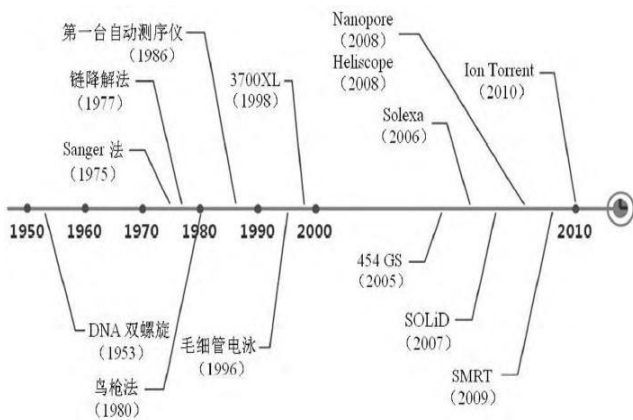 第一台自动测序仪
(1986)
链降解法
(1977)
Sanger 法
(1975)
3700XL
(1998)
Nanopore
(2008)
Heliscope
(2008)
Solexa
(2006)
Ion Torrent
(2010)
1950 1960 1970 1980 1990 2000 2010
DNA 双螺旋
(1953)
鸟枪法
(1980)
毛细管电泳
(1996)
454 GS
(2005)
SOLiD
(2007)
SMRT
(2009)